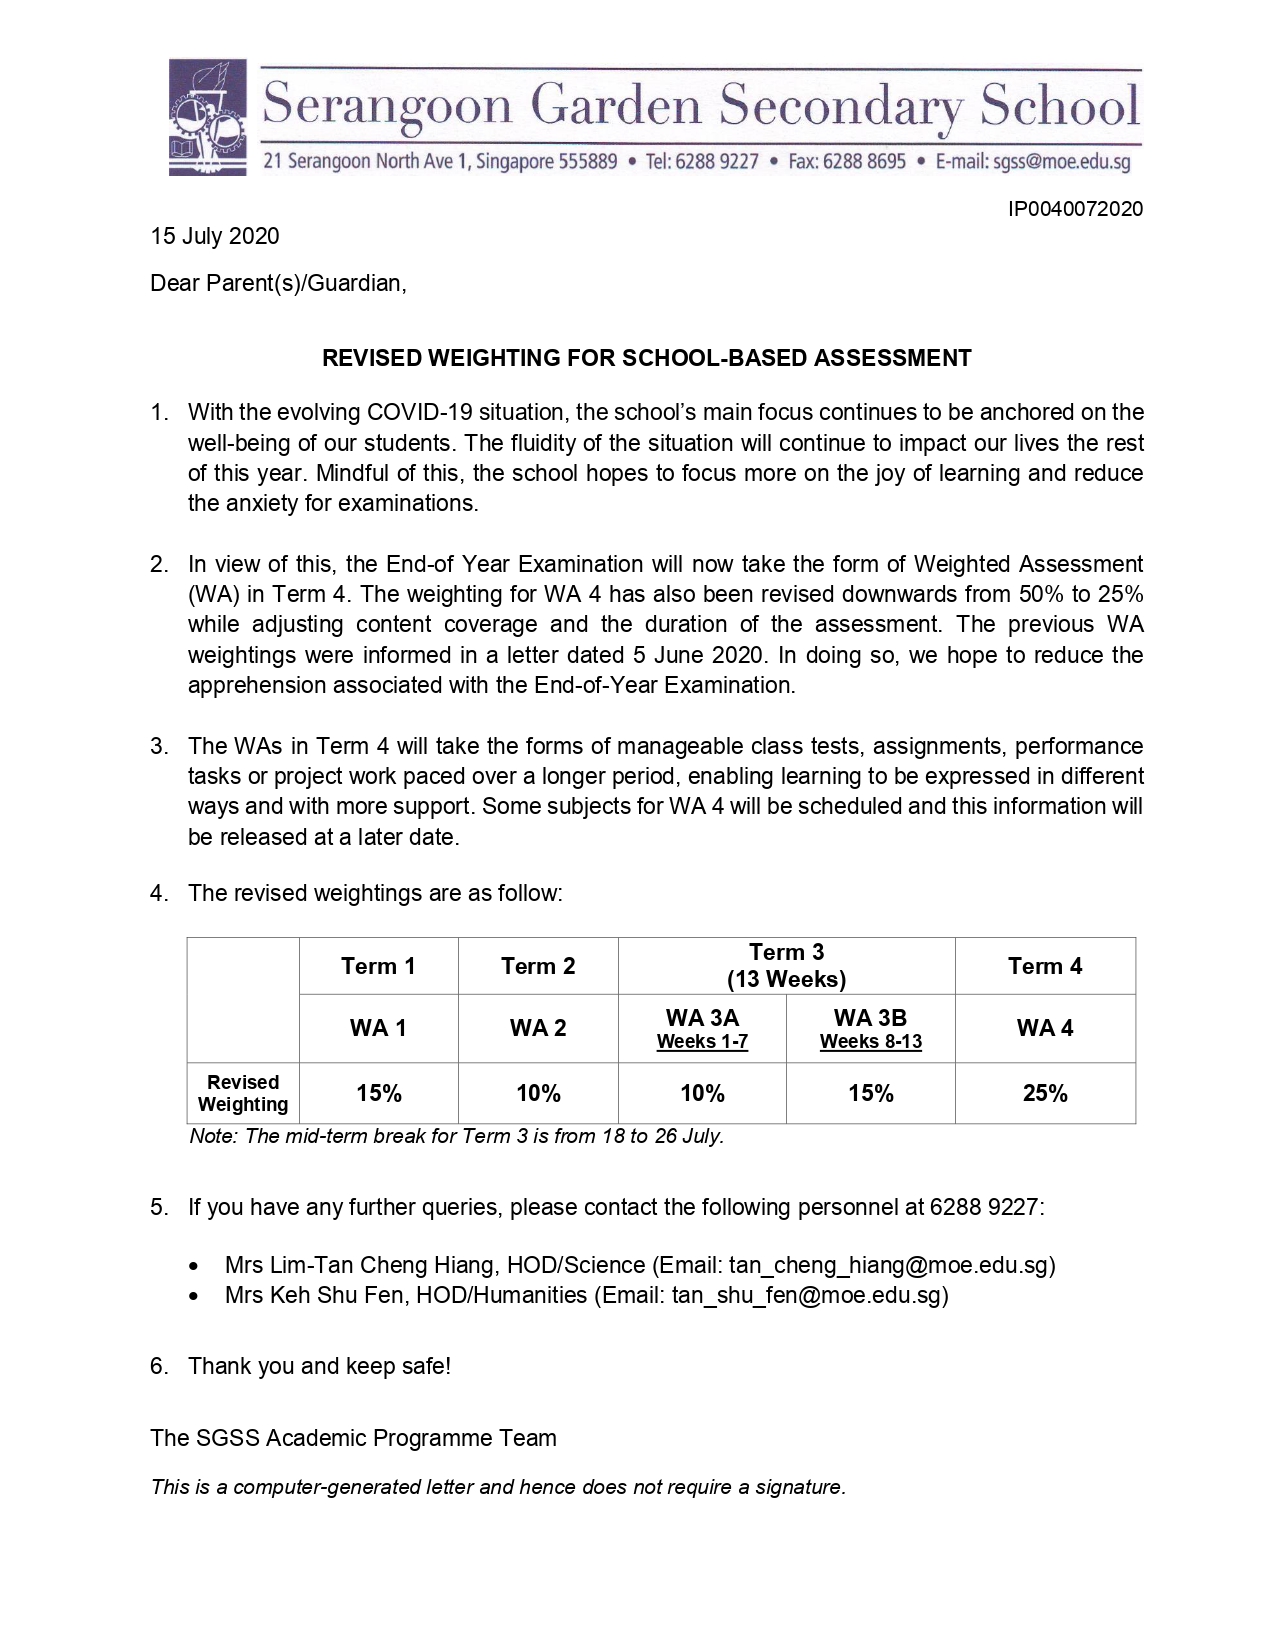 Serangoon Garden Secondary School
21 Serangoon North Ave 1, Singapore 555889 • Tel: 6288 9227 • Fax: 6288 8695 • E-mail: sgss@moe.edu.sg
IP0040072020
15 July 2020
Dear Parent(s)/Guardian,
REVISED WEIGHTING FOR SCHOOL-BASED ASSESSMENT
1. With the evolving COVID-19 situation, the school’s main focus continues to be anchored on the
well-being of our students. The fluidity of the situation will continue to impact our lives the rest
of this year. Mindful of this, the school hopes to focus more on the joy of learning and reduce
the anxiety for examinations.
2. In view of this, the End-of Year Examination will now take the form of Weighted Assessment
(WA) in Term 4. The weighting for WA 4 has also been revised downwards from 50% to 25%
while adjusting content coverage and the duration of the assessment. The previous WA
weightings were informed in a letter dated 5 June 2020. In doing so, we hope to reduce the
apprehension associated with the End-of-Year Examination.
3. The WAs in Term 4 will take the forms of manageable class tests, assignments, performance
tasks or project work paced over a longer period, enabling learning to be expressed in different
ways and with more support. Some subjects for WA 4 will be scheduled and this information will
be released at a later date.
4. The revised weightings are as follow:
Term 1 Term 2 Term 3 Term 4
(13 Weeks)
WA 1 WA 2 WA 3A WA 3B WA 4
Weeks 1-7 Weeks 8-13
Revised
Weighting 15% 10% 10% 15% 25%
Note: The mid-term break for Term 3 is from 18 to 26 July.
5. If you have any further queries, please contact the following personnel at 6288 9227:
• Mrs Lim-Tan Cheng Hiang, HOD/Science (Email: tan_cheng_hiang@moe.edu.sg)
• Mrs Keh Shu Fen, HOD/Humanities (Email: tan_shu_fen@moe.edu.sg)
6. Thank you and keep safe!
The SGSS Academic Programme Team
This is a computer-generated letter and hence does not require a signature.